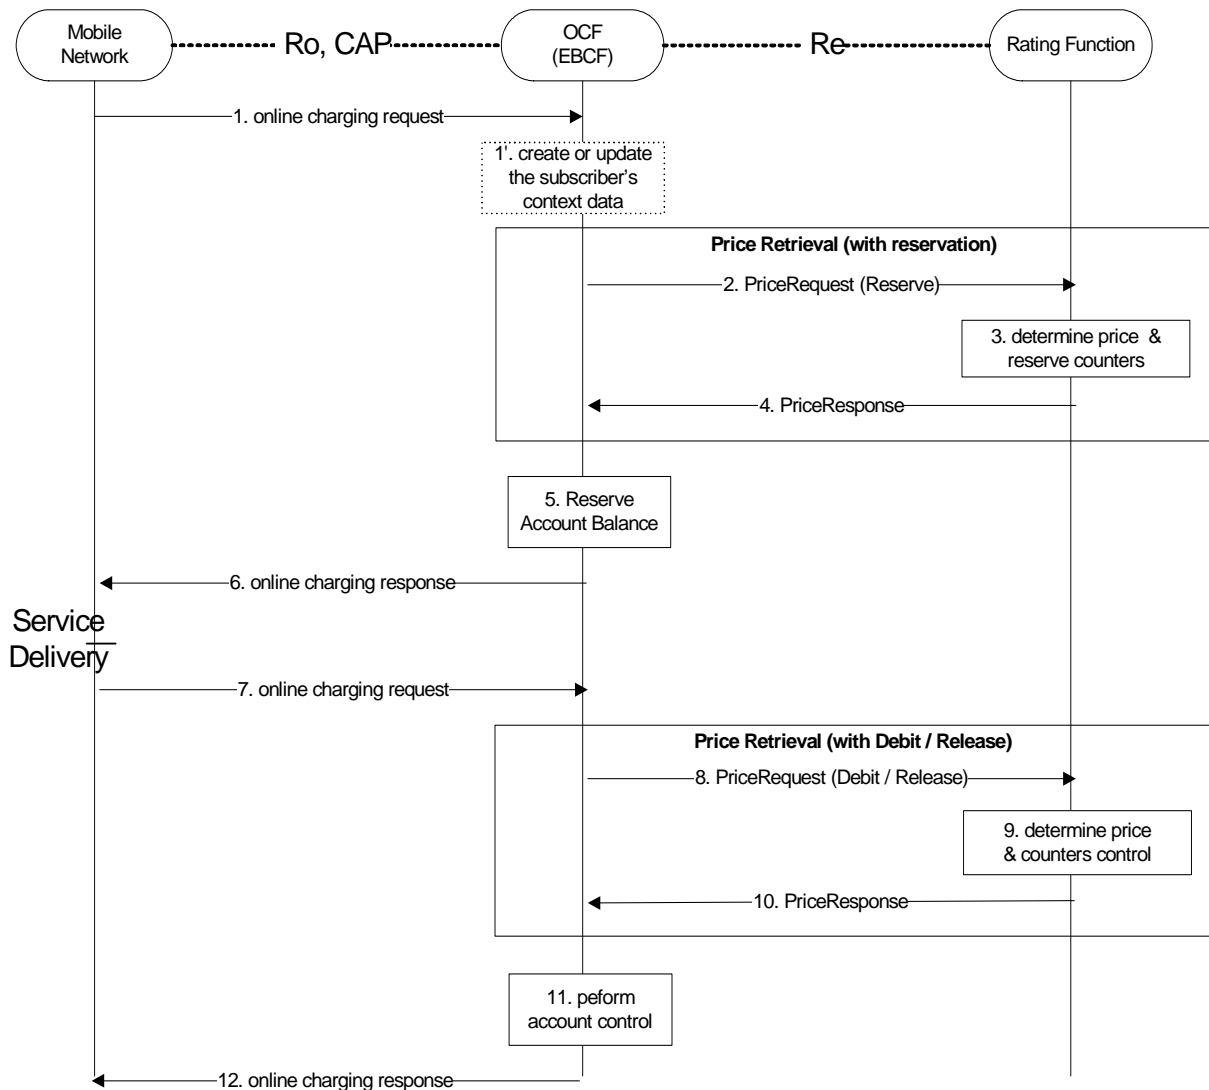 Mobile
Network
Ro, CAP
OCF
(EBCF)
Re
Rating Function
1. online charging request
1'. create or update
the subscriber's
context data
Price Retrieval (with reservation)
2. PriceRequest (Reserve)
3. determine price &
reserve counters
4. PriceResponse
5. Reserve
Account Balance
6. online charging response
Service
Delivery
7. online charging request
Price Retrieval (with Debit / Release)
8. PriceRequest (Debit / Release)
9. determine price
& counters control
10. PriceResponse
11. peform
account control
12. online charging response